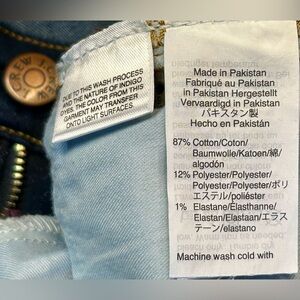 DUE TO THIS WASH PROCESS
AND THE NATURE OF INDIGO
DYES, THE COLOR FROM THIS
GARMENT MAY TRANSFER
ONTO LIGHT SURFACES.
Made in Pakistan
Fabriqué au Pakistan
in Pakistan Hergestellt
Vervaardigd in Pakistan
パキスタン製
Hecho en Pakistán
87% Cotton/Coton/
Baumwolle/Katoen/綿/
algodón
12% Polyester/Polyester/
Polyester/Polyester/ポリ
エステル/poliéster
1% Elastane/Élasthanne/
Elastan/Elastaan/エラス
テーン/elastano
Machine wash cold with
CREW